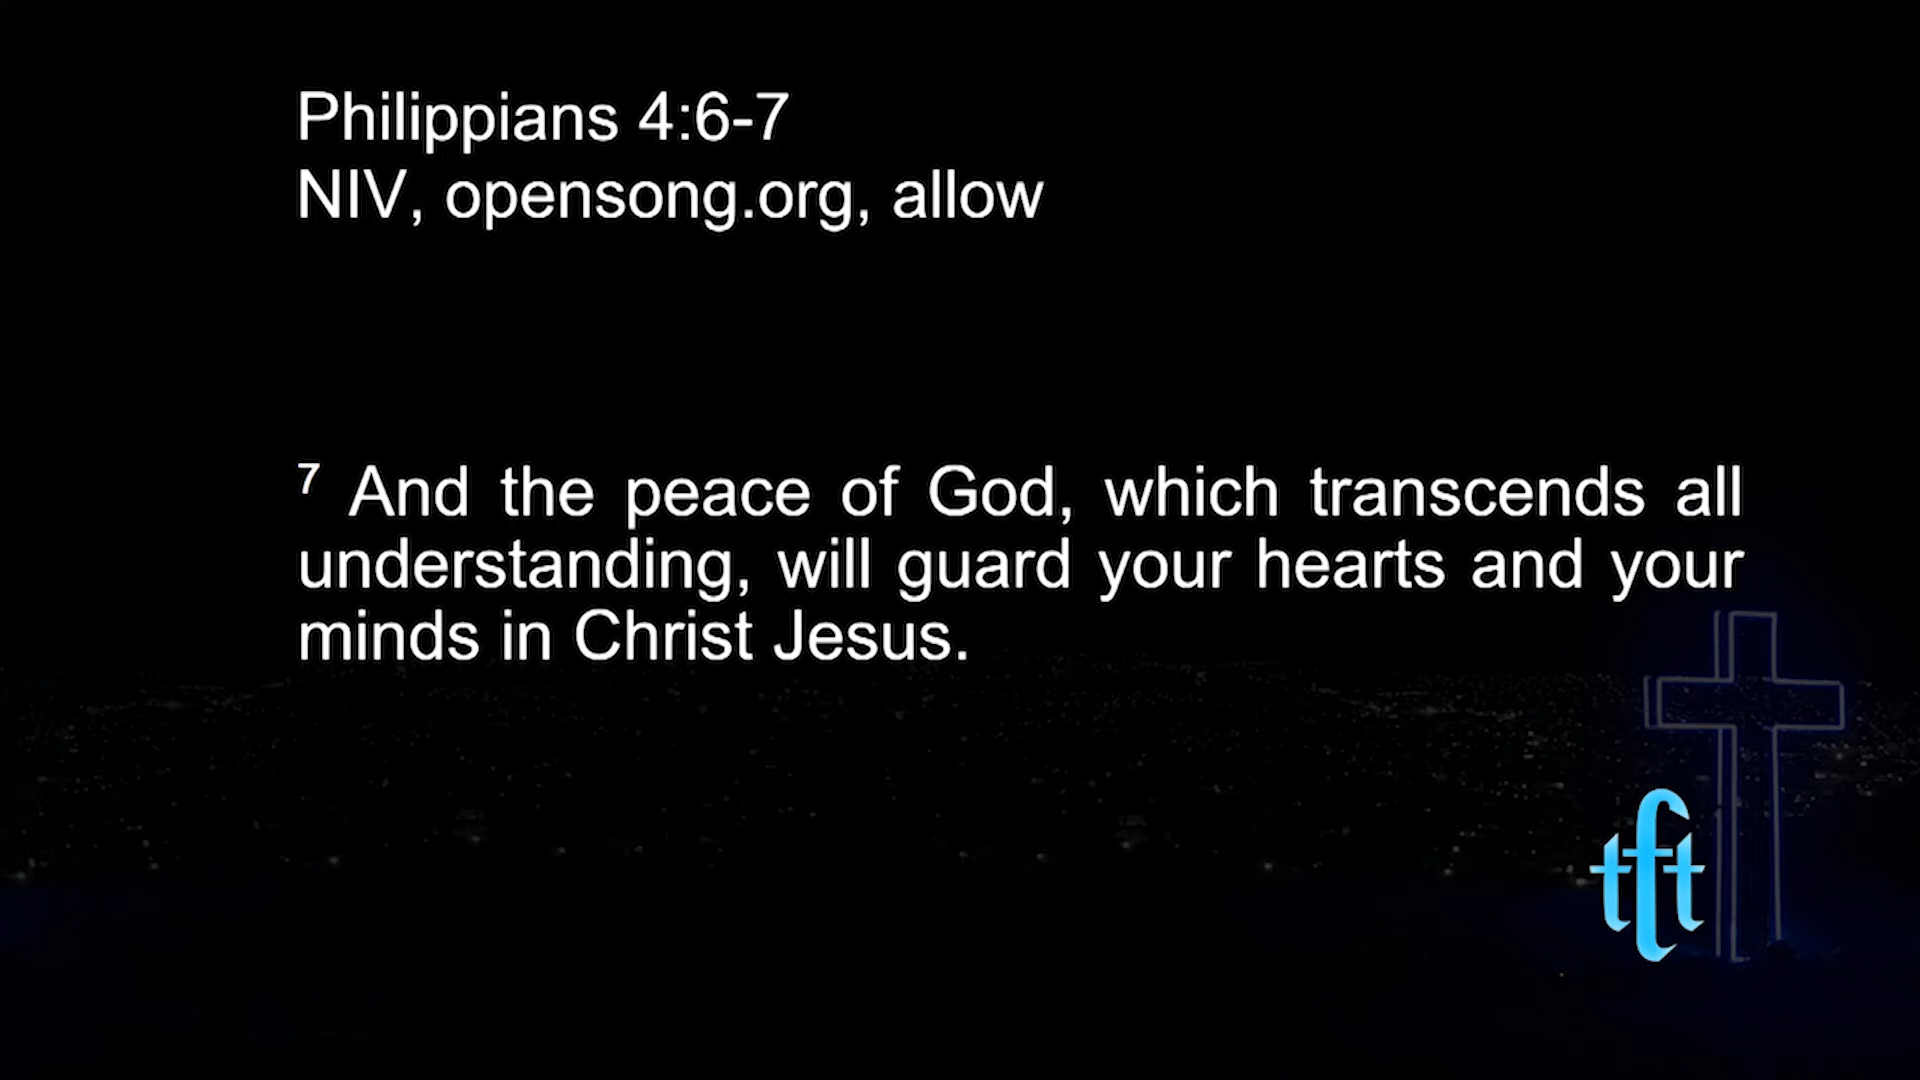 Philippians 4:6-7
NIV, opensong.org, allow
7 And the peace of God, which transcends all
understanding, will guard your hearts and your
minds in Christ Jesus.
tft